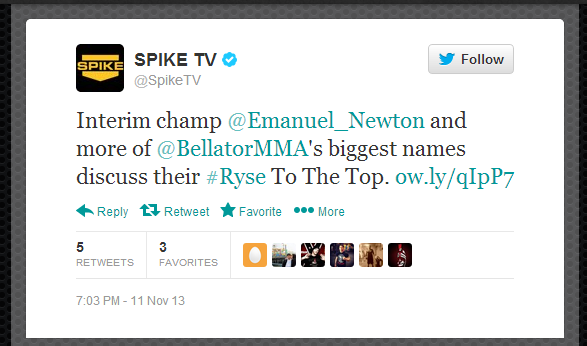 SPIKE
SPIKE TV
@SpikeTV
Follow
Interim champ @Emanuel_Newton and
more of @BellatorMMA's biggest names
discuss their #Ryse To The Top. ow.ly/qIpP7
Reply Retweet Favorite More
5 RETWEETS
3 FAVORITES
7:03 PM - 11 Nov 13